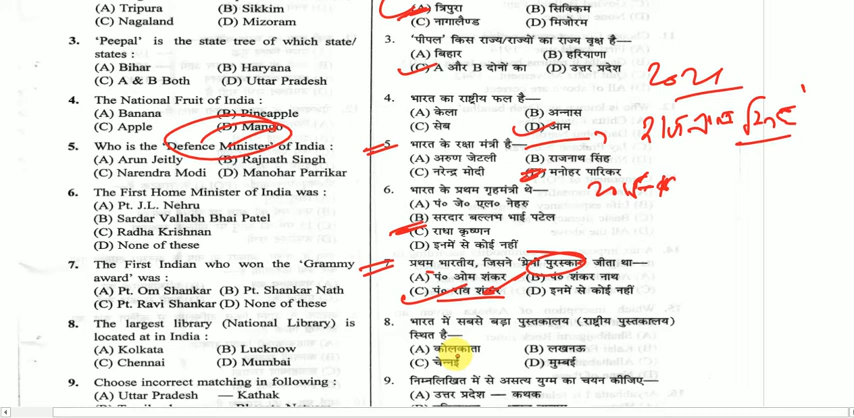 (A) Tripura (B) Sikkim
(C) Nagaland (D) Mizoram
3. 'Peepal' is the state tree of which state/
states :
(A) Bihar (B) Haryana
(C) A & B Both (D) Uttar Pradesh
4. The National Fruit of India :
(A) Banana (B) Pineapple
(C) Apple (D) Mango
5. Who is the 'Defence Minister' of India :
(A) Arun Jeitly (B) Rajnath Singh
(C) Narendra Modi (D) Manohar Parrikar
6. The First Home Minister of India was :
(A) Pt. J.L. Nehru
(B) Sardar Vallabh Bhai Patel
(C) Radha Krishnan
(D) None of these
7. The First Indian who won the 'Grammy
award' was :
(A) Pt. Om Shankar (B) Pt. Shankar Nath
(C) Pt. Ravi Shankar (D) None of these
8. The largest library (National Library) is
located at in India :
(A) Kolkata (B) Lucknow
(C) Chennai (D) Mumbai
9. Choose incorrect matching in following :
(A) Uttar Pradesh — Kathak
(A) त्रिपुरा (B) सिक्किम
(C) नागालैण्ड (D) मिजोरम
3. 'पीपल' किस राज्य/राज्यों का राज्य वृक्ष है—
(A) बिहार (B) हरियाणा
(C) A और B दोनों का (D) उत्तर प्रदेश
4. भारत का राष्ट्रीय फल है—
(A) केला (B) अन्नास
(C) सेब (D) आम
5. भारत के रक्षा मंत्री है—
(A) अरुण जेटली (B) राजनाथ सिंह
(C) नरेन्द्र मोदी (D) मनोहर पारिकर
6. भारत के प्रथम गृहमंत्री थे—
(A) पं० जे० एल० नेहरु
(B) सरदार बल्लभ भाई पटेल
(C) राधा कृष्णन
(D) इनमें से कोई नहीं
7. प्रथम भारतीय, जिसने 'ग्रेमी पुरस्कार' जीता था—
(A) पं० ओम शंकर (B) पं० शंकर नाथ
(C) पं० रवि शंकर (D) इनमें से कोई नहीं
8. भारत में सबसे बड़ा पुस्तकालय (राष्ट्रीय पुस्तकालय)
स्थित है—
(A) कोलकाता (B) लखनऊ
(C) चेन्नई (D) मुम्बई
9. निम्नलिखित में से असत्य युग्म का चयन कीजिए—
(A) उत्तर प्रदेश — कथक
2021
राजनाथ सिंह